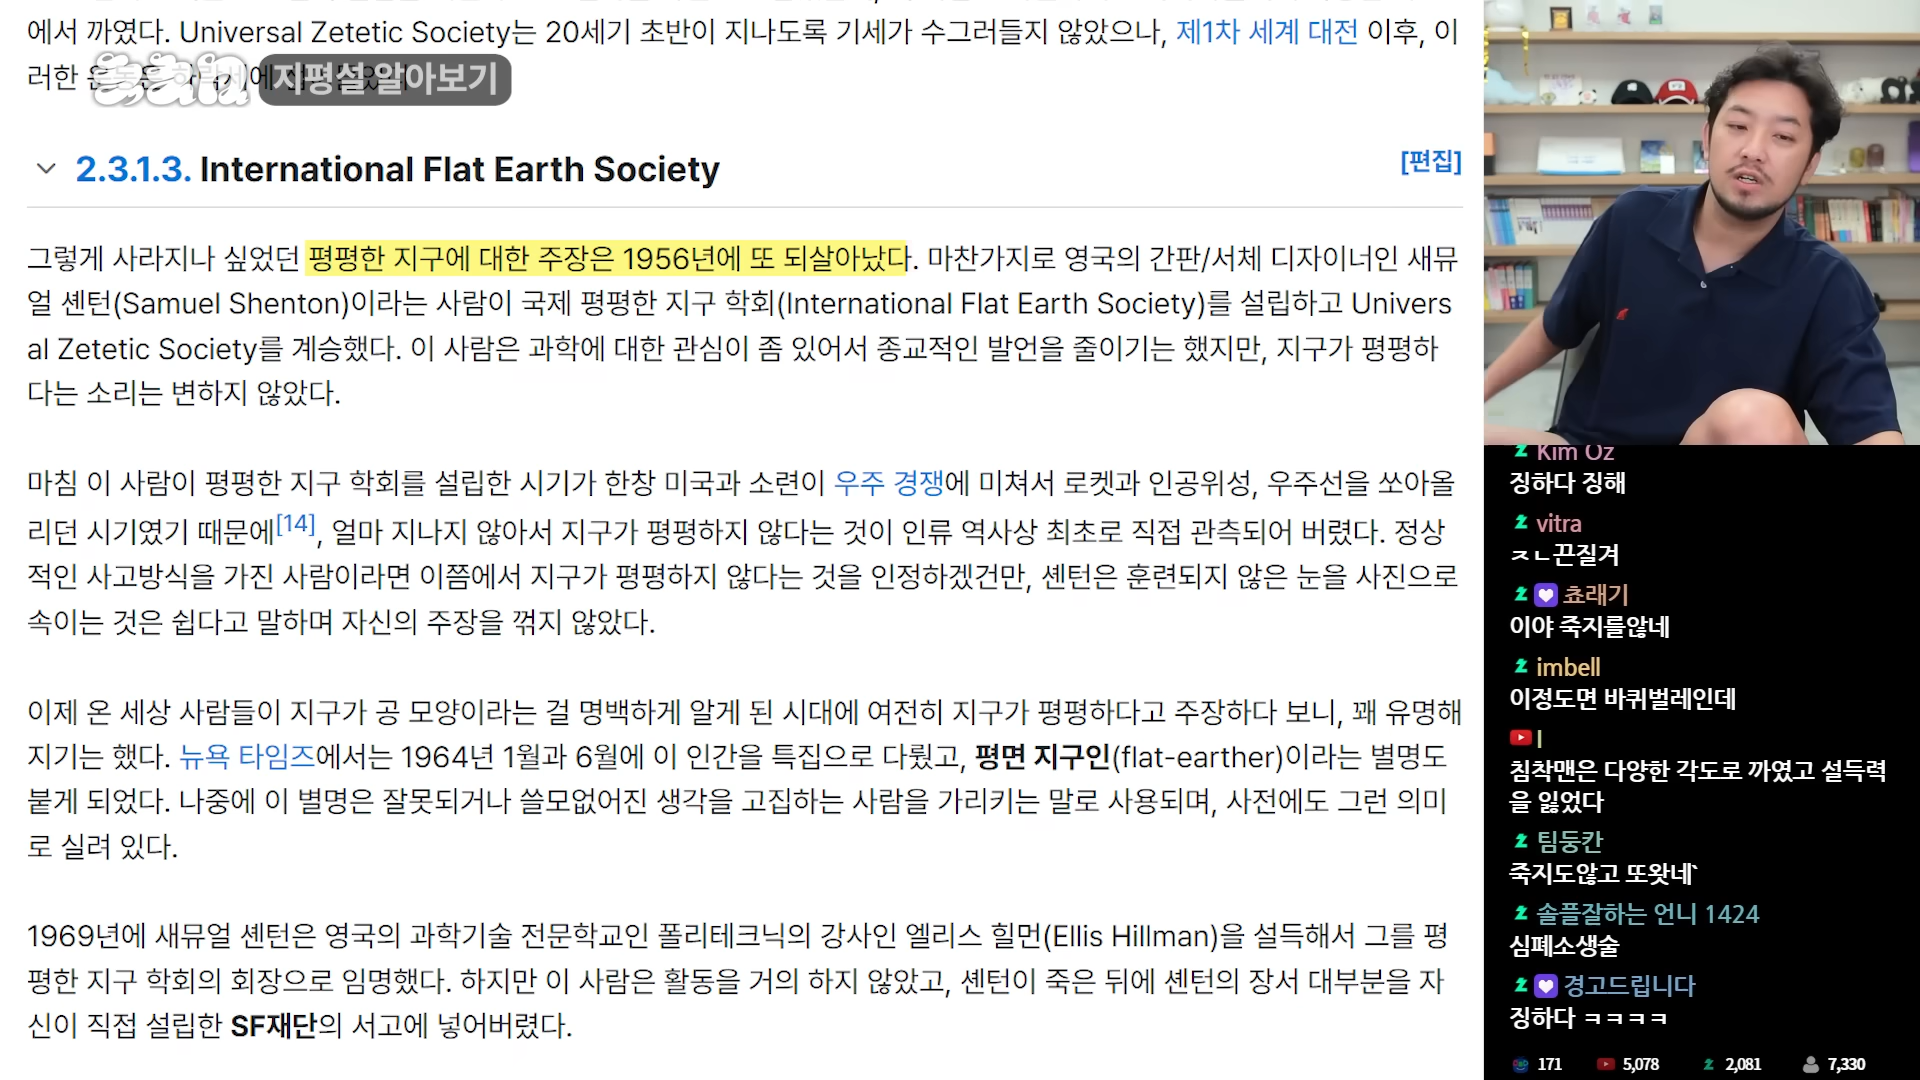 에서 까였다. Universal Zetetic Society는 20세기 초반이 지나도록 기세가 수그러들지 않았으나, 제1차 세계 대전 이후, 이
러한
지평설 알아보기
2.3.1.3. International Flat Earth Society
[편집]
그렇게 사라지나 싶었던 평평한 지구에 대한 주장은 1956년에 또 되살아났다. 마찬가지로 영국의 간판/서체 디자이너인 새뮤
얼 셴턴(Samuel Shenton)이라는 사람이 국제 평평한 지구 학회(International Flat Earth Society)를 설립하고 Univers
al Zetetic Society를 계승했다. 이 사람은 과학에 대한 관심이 좀 있어서 종교적인 발언을 줄이기는 했지만, 지구가 평평하
다는 소리는 변하지 않았다.
마침 이 사람이 평평한 지구 학회를 설립한 시기가 한창 미국과 소련이 우주 경쟁에 미쳐서 로켓과 인공위성, 우주선을 쏘아올
리던 시기였기 때문에[14], 얼마 지나지 않아서 지구가 평평하지 않다는 것이 인류 역사상 최초로 직접 관측되어 버렸다. 정상
적인 사고방식을 가진 사람이라면 이쯤에서 지구가 평평하지 않다는 것을 인정하겠건만, 셴턴은 훈련되지 않은 눈을 사진으로
속이는 것은 쉽다고 말하며 자신의 주장을 꺾지 않았다.
이제 온 세상 사람들이 지구가 공 모양이라는 걸 명백하게 알게 된 시대에 여전히 지구가 평평하다고 주장하다 보니, 꽤 유명해
지기는 했다. 뉴욕 타임즈에서는 1964년 1월과 6월에 이 인간을 특집으로 다뤘고, 평면 지구인(flat-earther)이라는 별명도
붙게 되었다. 나중에 이 별명은 잘못되거나 쓸모없어진 생각을 고집하는 사람을 가리키는 말로 사용되며, 사전에도 그런 의미
로 실려 있다.
1969년에 새뮤얼 셴턴은 영국의 과학기술 전문학교인 폴리테크닉의 강사인 엘리스 힐먼(Ellis Hillman)을 설득해서 그를 평
평한 지구 학회의 회장으로 임명했다. 하지만 이 사람은 활동을 거의 하지 않았고, 셴턴이 죽은 뒤에 셴턴의 장서 대부분을 자
신이 직접 설립한 SF재단의 서고에 넣어버렸다.
Kim Oz
징하다 징해
vitra
ㅈㄴ끈질겨
쵸래기
이야 죽지를않네
imbell
이정도면 바퀴벌레인데
l
침착맨은 다양한 각도로 까였고 설득력
을 잃었다
팀둥칸
죽지도않고 또왓네`
솔플잘하는 언니 1424
심폐소생술
경고드립니다
징하다 ㅋㅋㅋㅋ
171 5,078 2,081 7,330